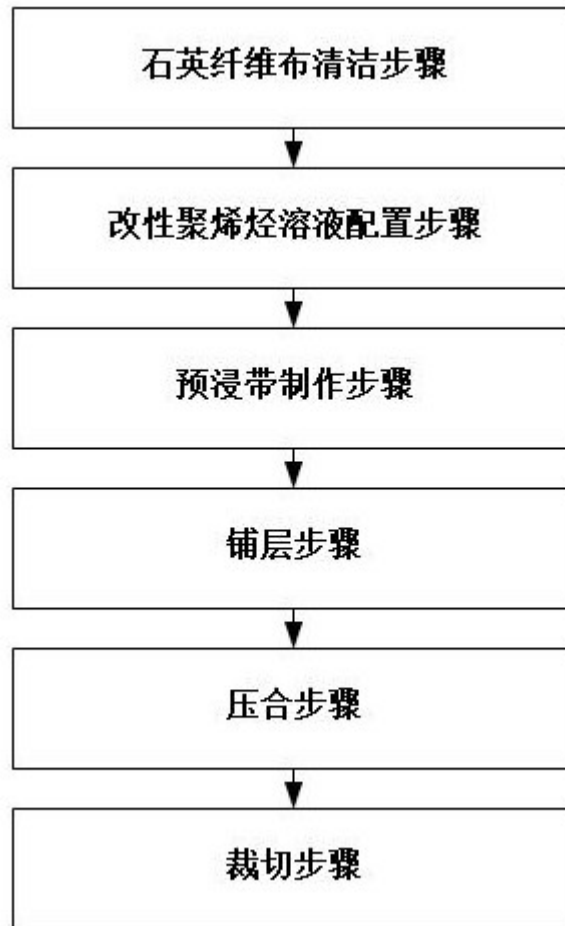 石英纤维布清洁步骤
改性聚烯烃溶液配置步骤
预浸带制作步骤
铺层步骤
压合步骤
裁切步骤